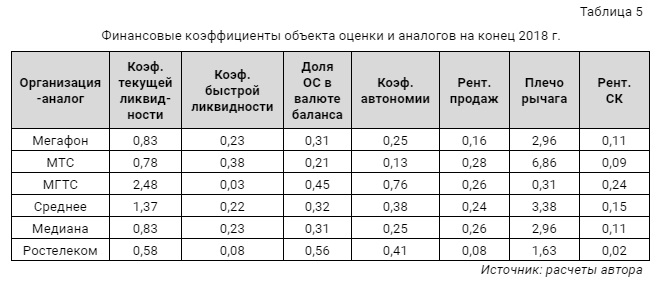 Таблица 5
Финансовые коэффициенты объекта оценки и аналогов на конец 2018 г.
Организация-аналог Коэф. текущей ликвид-ности Коэф. быстрой ликвидности Доля ОС в валюте баланса Коэф. автономии Рент. продаж Плечо рычага Рент. СК
Мегафон 0,83 0,23 0,31 0,25 0,16 2,96 0,11
МТС 0,78 0,38 0,21 0,13 0,28 6,86 0,09
МГТС 2,48 0,03 0,45 0,76 0,26 0,31 0,24
Среднее 1,37 0,22 0,32 0,38 0,24 3,38 0,15
Медиана 0,83 0,23 0,31 0,25 0,26 2,96 0,11
Ростелеком 0,58 0,08 0,56 0,41 0,08 1,63 0,02
Источник: расчеты автора